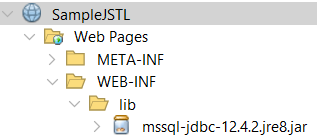 SampleJSTL
Web Pages
META-INF
WEB-INF
lib
mssql-jdbc-12.4.2.jre8.jar